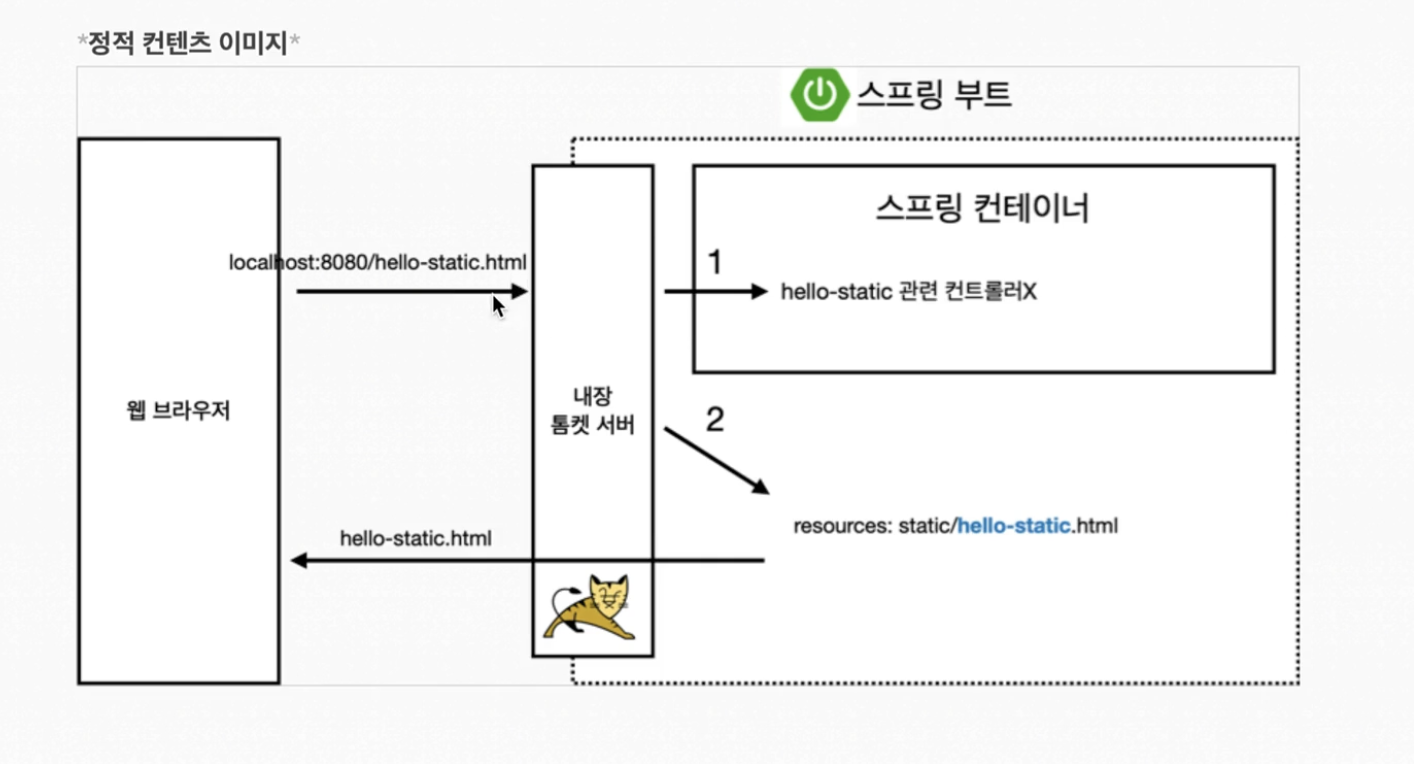 *정적 컨텐츠 이미지*
스프링 부트
스프링 컨테이너
localhost:8080/hello-static.html
1
hello-static 관련 컨트롤러X
웹 브라우저
내장
톰켓 서버
2
resources: static/hello-static.html
hello-static.html